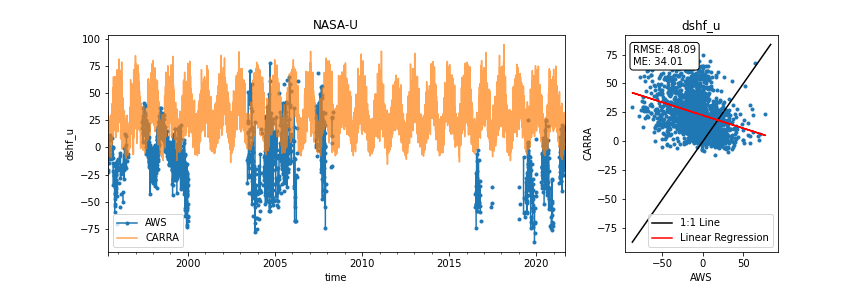 NASA-U
dshf_u
100
75
50
25
0
−25
−50
−75
dshf_u
AWS
CARRA
2000
2005
2010
2015
2020
time
dshf_u
RMSE: 48.09
ME: 34.01
75
50
25
0
−25
−50
−75
CARRA
1:1 Line
Linear Regression
−50
0
50
AWS